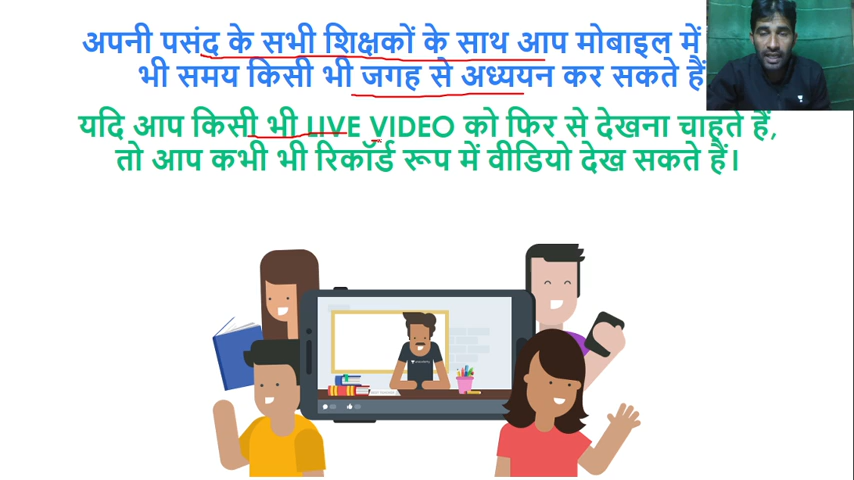 अपनी पसंद के सभी शिक्षकों के साथ आप मोबाइल में
भी समय किसी भी जगह से अध्ययन कर सकते हैं
यदि आप किसी भी LIVE VIDEO को फिर से देखना चाहते हैं,
तो आप कभी भी रिकॉर्ड रूप में वीडियो देख सकते हैं।